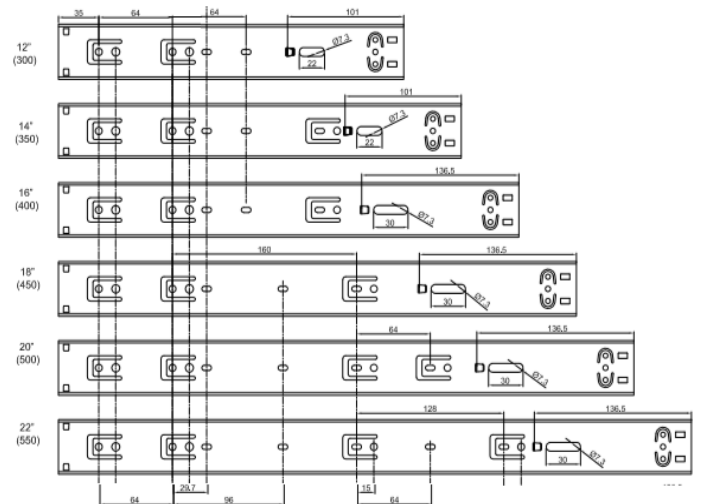 35 64 64 101
12"
(300)
22 Ø7.3
101
14"
(350)
22 Ø7.3
136.5
16"
(400)
30 Ø7.3
160 136.5
18"
(450)
30 Ø7.3
64 136.5
20"
(500)
30 Ø7.3
128 136.5
22"
(550)
30 Ø7.3
29.7 15
64 96 64